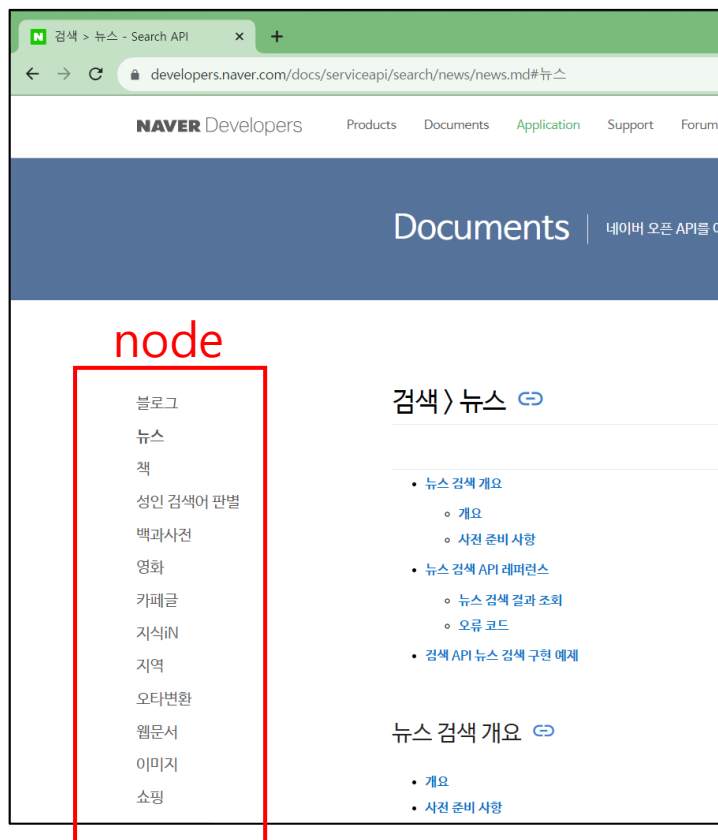 검색 > 뉴스 - Search API
developers.naver.com/docs/serviceapi/search/news/news.md#뉴스
NAVER Developers Products Documents Application Support Forum
Documents 네이버 오픈 API를
node
블로그
뉴스
책
성인 검색어 판별
백과사전
영화
카페글
지식iN
지역
오타변환
웹문서
이미지
쇼핑
검색 > 뉴스
뉴스 검색 개요
개요
사전 준비 사항
뉴스 검색 API 레퍼런스
뉴스 검색 결과 조회
오류 코드
검색 API 뉴스 검색 구현 예제
뉴스 검색 개요
개요
사전 준비 사항